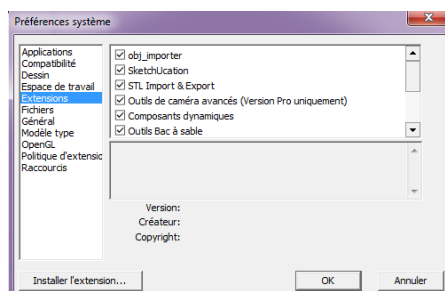 Préférences système
Applications
Compatibilité
Dessin
Espace de travail
Extensions
Fichiers
Général
Modèle type
OpenGL
Politique d'extensic
Raccourcis
obj_importer
SketchUcation
STL Import & Export
Outils de caméra avancés (Version Pro uniquement)
Composants dynamiques
Outils Bac à sable
Version:
Créateur:
Copyright:
Installer l'extension...
OK
Annuler